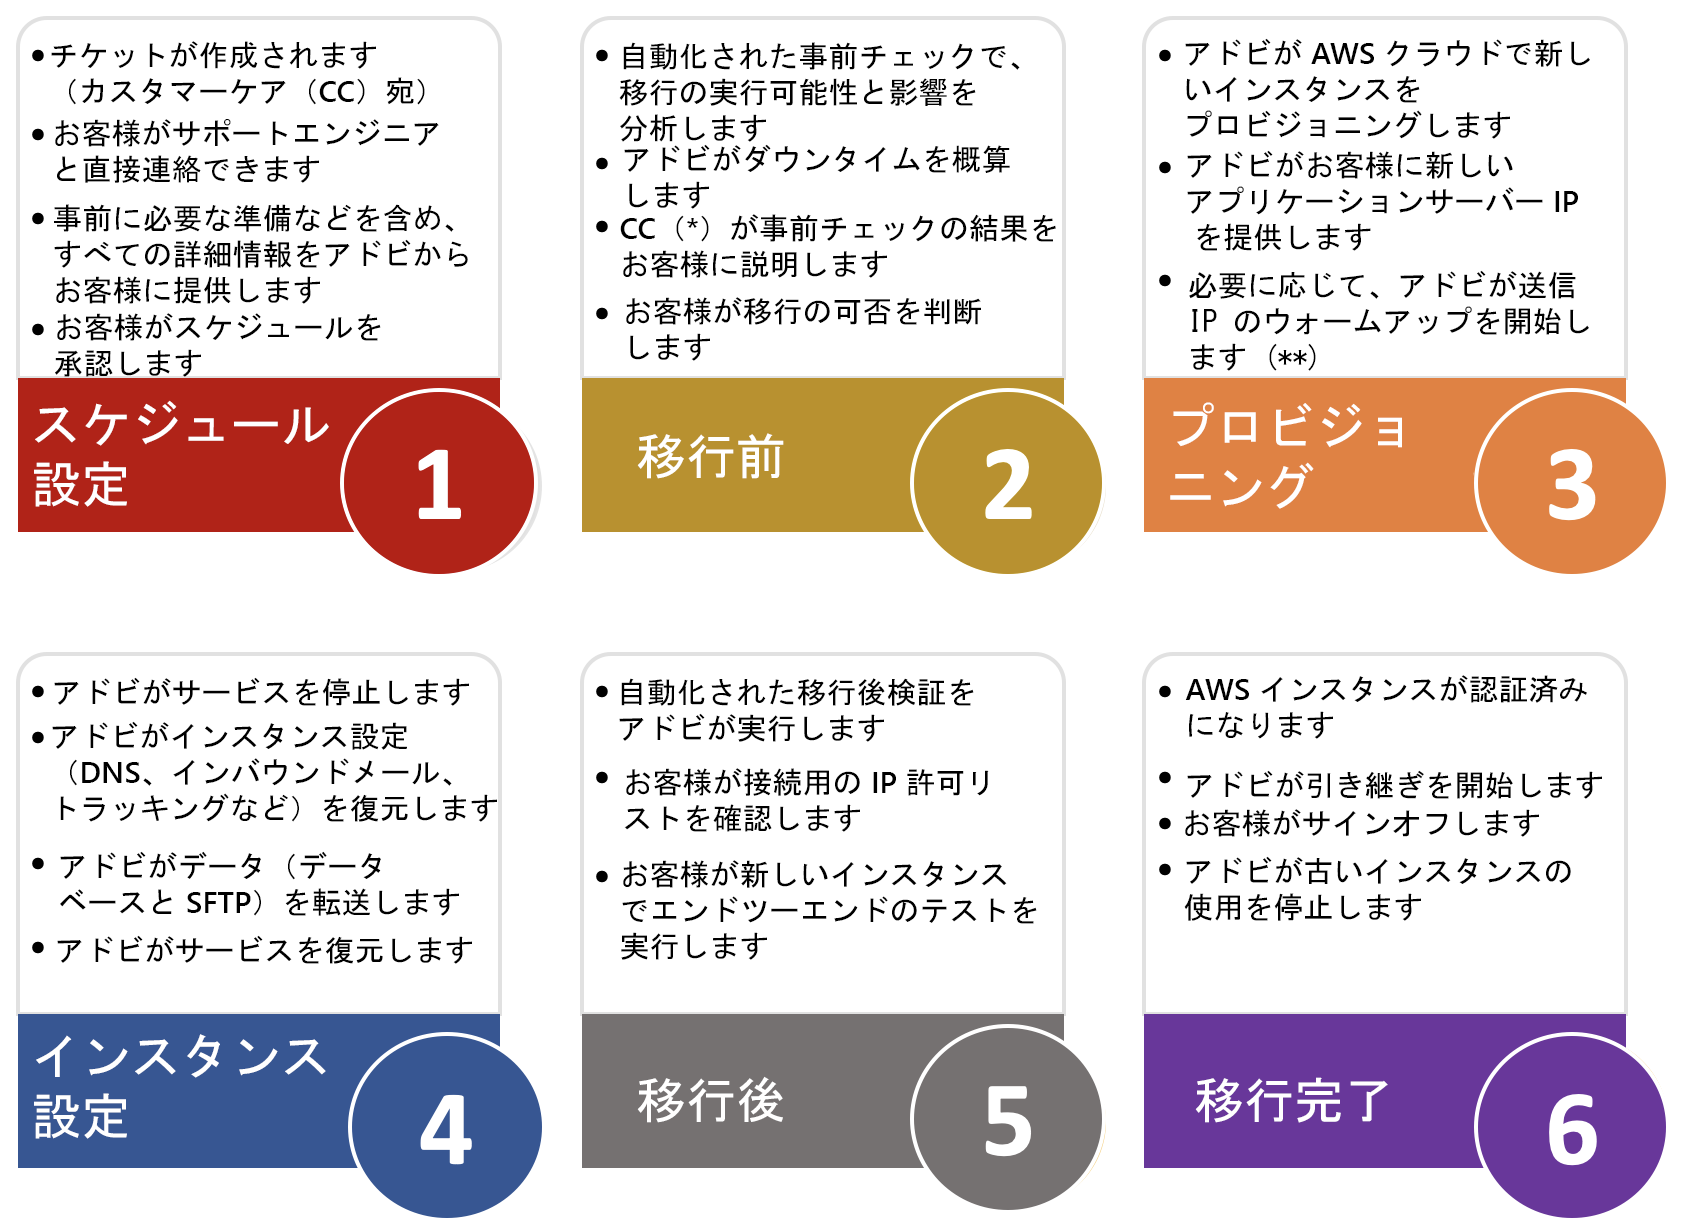 •チケットが作成されます
（カスタマーケア（CC）宛）
•お客様がサポートエンジニア
と直接連絡できます
•事前に必要な準備などを含め、
すべての詳細情報をアドビから
お客様に提供します
•お客様がスケジュールを
承認します
スケジュール
設定
1
•自動化された事前チェックで、
移行の実行可能性と影響を
分析します
•アドビがダウンタイムを概算
します
•CC（*）が事前チェックの結果を
お客様に説明します
•お客様が移行の可否を判断
します
移行前
2
•アドビが AWS クラウドで新し
いインスタンスを
プロビジョニングします
•アドビがお客様に新しい
アプリケーションサーバー IP
を提供します
•必要に応じて、アドビが送信
IP のウォームアップを開始し
ます（**）
プロビジョ
ニング
3
•アドビがサービスを停止します
•アドビがインスタンス設定
（DNS、インバウンドメール、
トラッキングなど）を復元します
•アドビがデータ（データ
ベースと SFTP）を転送します
•アドビがサービスを復元します
インスタンス
設定
4
•自動化された移行後検証を
アドビが実行します
•お客様が接続用の IP 許可リ
ストを確認します
•お客様が新しいインスタンス
でエンドツーエンドのテストを
実行します
移行後
5
•AWS インスタンスが認証済み
になります
•アドビが引き継ぎを開始します
•お客様がサインオフします
•アドビが古いインスタンスの
使用を停止します
移行完了
6